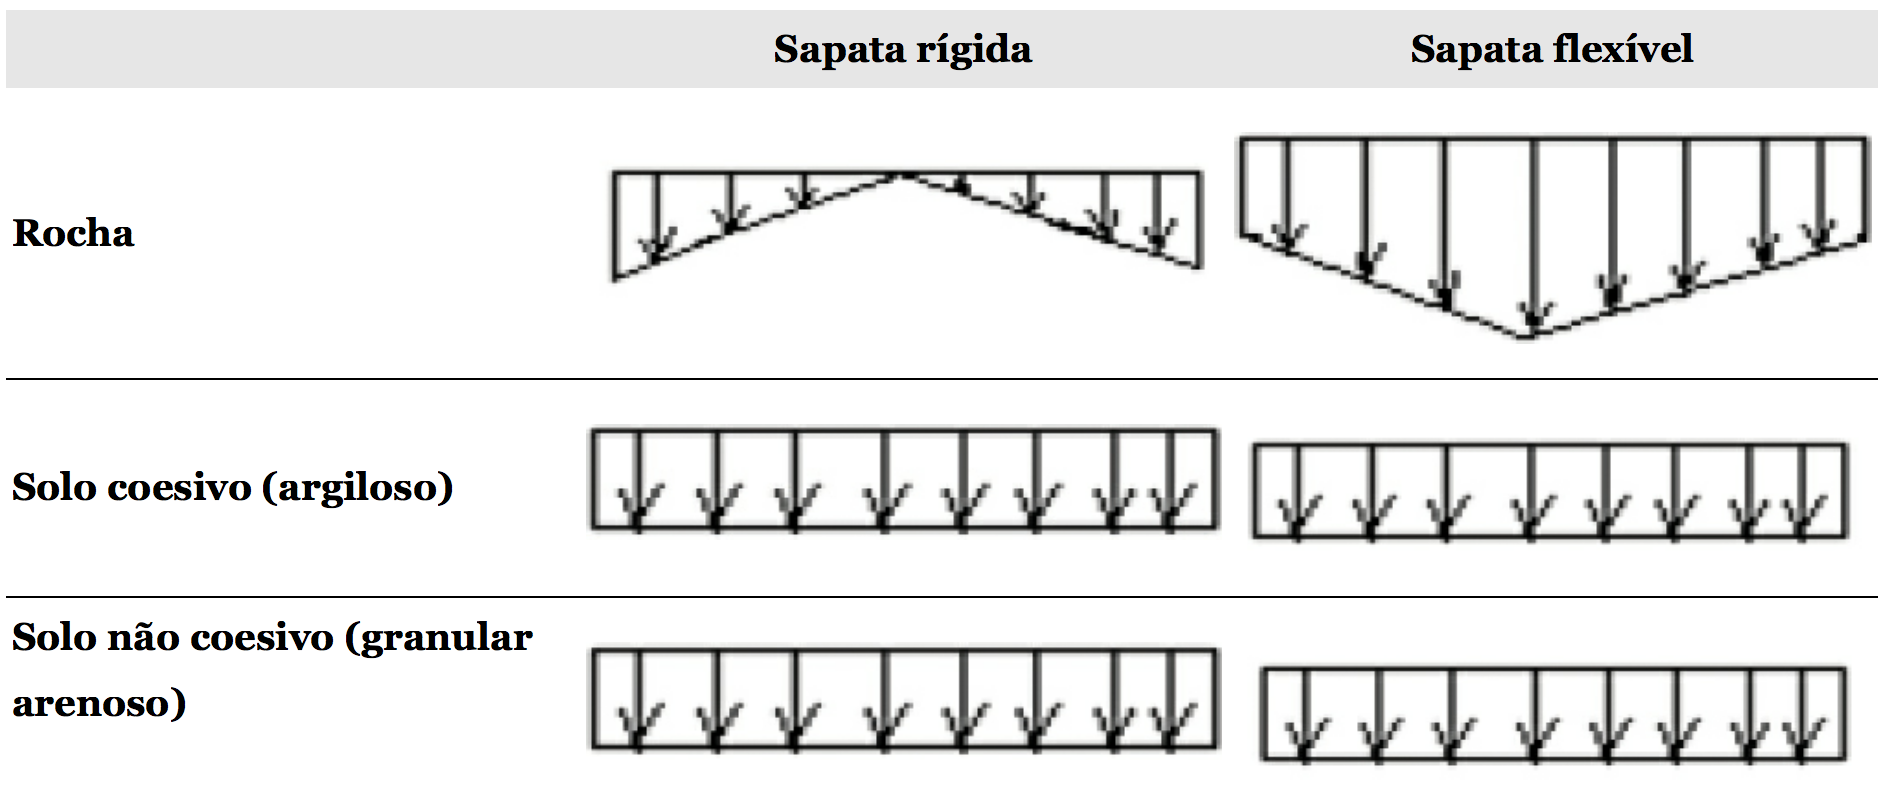 Sapata rígida Sapata flexível
Rocha
Solo coesivo (argiloso)
Solo não coesivo (granular
arenoso)